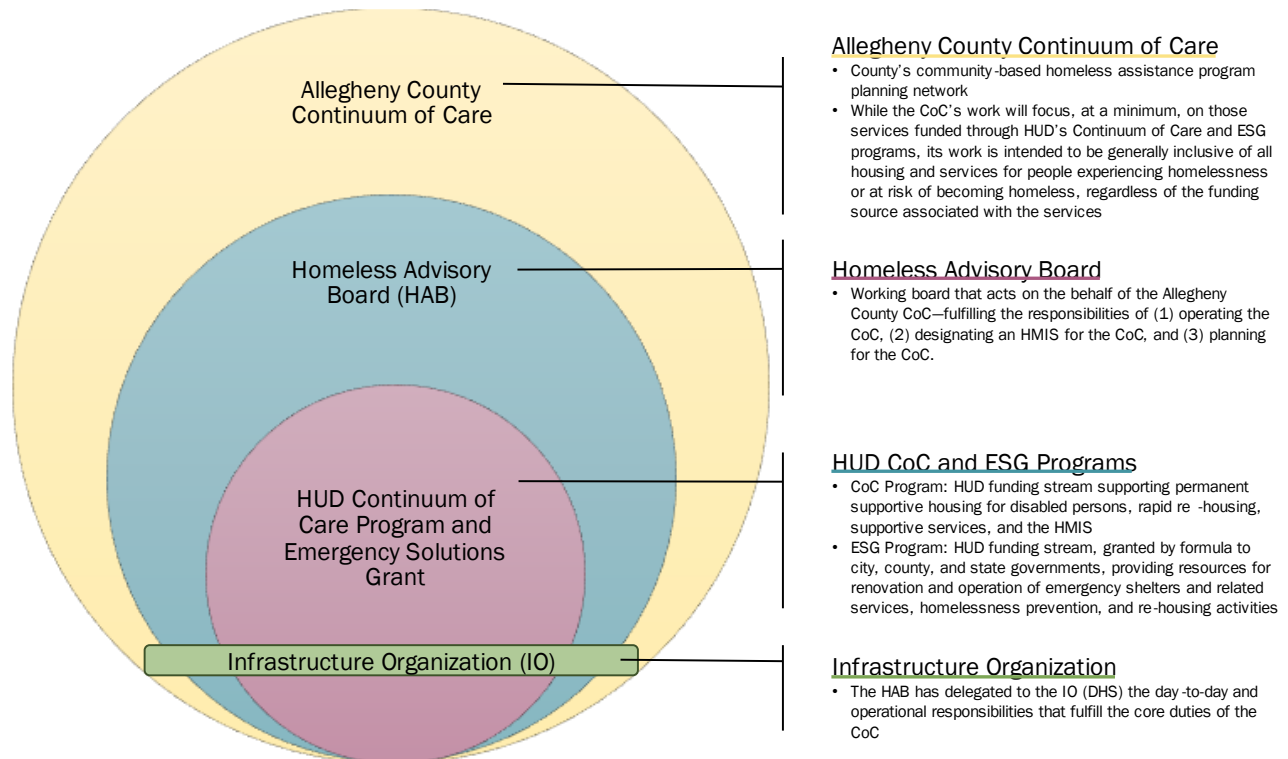 Allegheny County
Continuum of Care
Homeless Advisory
Board (HAB)
HUD Continuum of
Care Program and
Emergency Solutions
Grant
Infrastructure Organization (IO)
Allegheny County Continuum of Care
• County's community-based homeless assistance program
planning network
• While the CoC's work will focus, at a minimum, on those
services funded through HUD's Continuum of Care and ESG
programs, its work is intended to be generally inclusive of all
housing and services for people experiencing homelessness
or at risk of becoming homeless, regardless of the funding
source associated with the services
Homeless Advisory Board
• Working board that acts on the behalf of the Allegheny
County CoC—fulfilling the responsibilities of (1) operating the
CoC, (2) designating an HMIS for the CoC, and (3) planning
for the CoC.
HUD CoC and ESG Programs
• CoC Program: HUD funding stream supporting permanent
supportive housing for disabled persons, rapid re -housing,
supportive services, and the HMIS
• ESG Program: HUD funding stream, granted by formula to
city, county, and state governments, providing resources for
renovation and operation of emergency shelters and related
services, homelessness prevention, and re-housing activities
Infrastructure Organization
• The HAB has delegated to the IO (DHS) the day -to-day and
operational responsibilities that fulfill the core duties of the
CoC